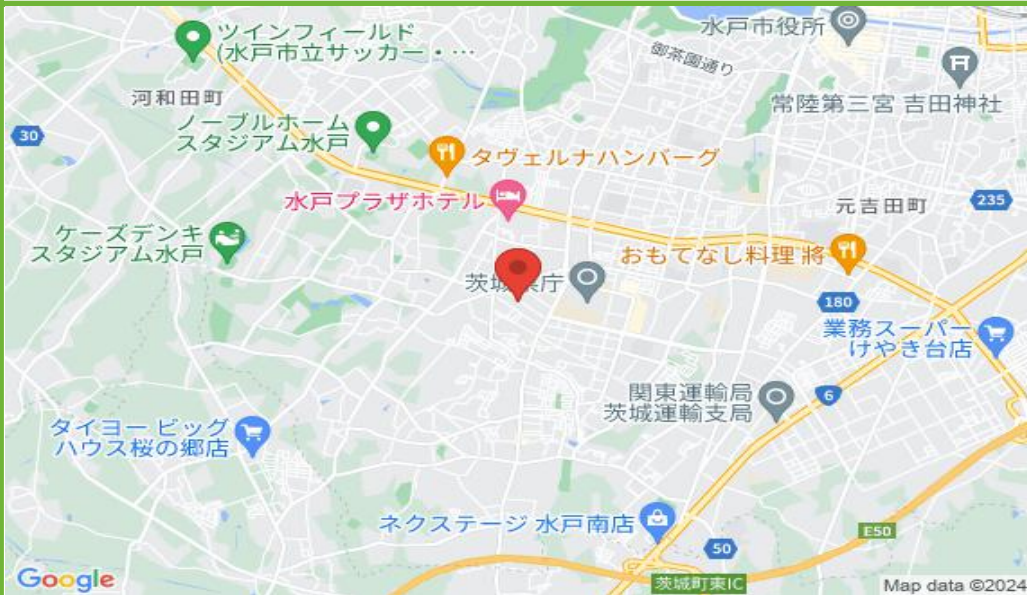 ツインフィールド
(水戸市立サッカー・…
水戸市役所
御茶園通り
常陸第三宮 吉田神社
河和田町
30
ノーブルホーム
スタジアム水戸
タヴェルナハンバーグ
水戸プラザホテル
元吉田町
235
ケーズデンキ
スタジアム水戸
おもてなし料理 將
茨城 庁
180
業務スーパー
けやき台店
関東運輸局
茨城運輸支局
6
タイヨー ビッグ
ハウス桜の郷店
ネクステージ 水戸南店
E50
50
茨城町東IC
Google
Map data ©2024